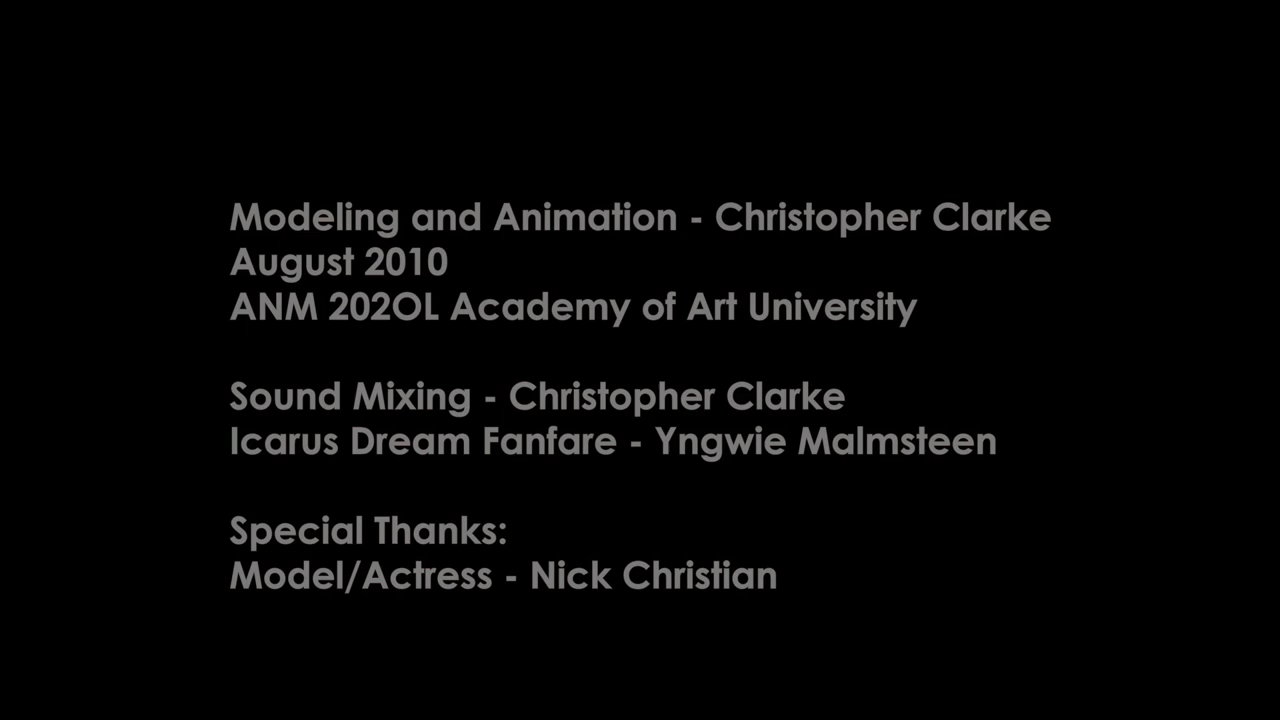 Modeling and Animation - Christopher Clarke
August 2010
ANM 202OL Academy of Art University
Sound Mixing - Christopher Clarke
Icarus Dream Fanfare - Yngwie Malmsteen
Special Thanks:
Model/Actress - Nick Christian